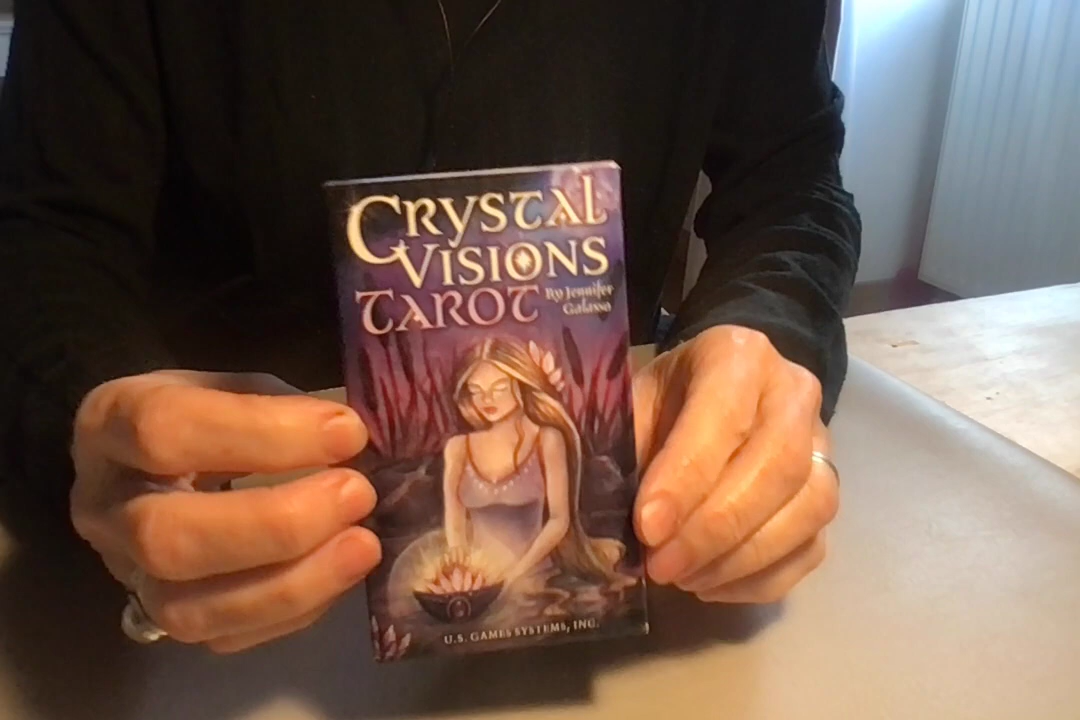 Crystal
Visions
Tarot
By Jennifer
Galasso
U.S. GAMES SYSTEMS, INC.